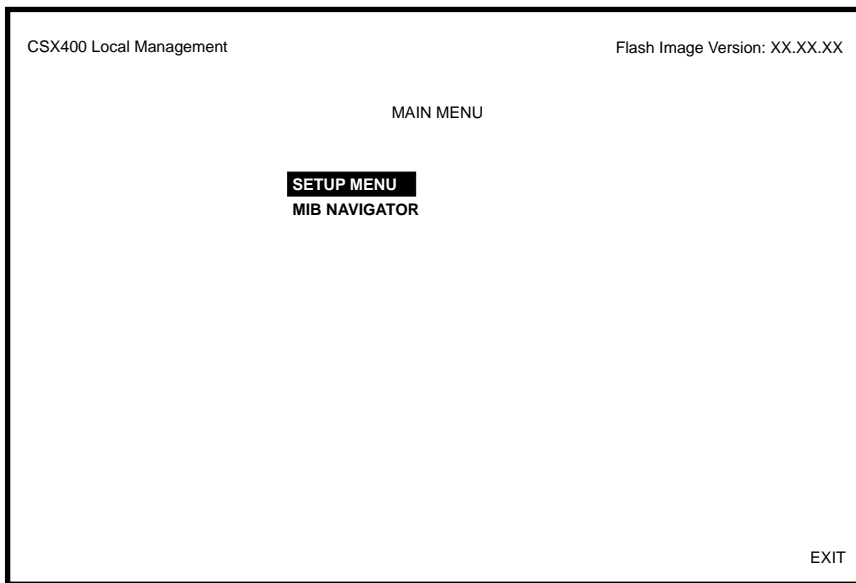 CSX400 Local Management Flash Image Version: XX.XX.XX
MAIN MENU
SETUP MENU
MIB NAVIGATOR
EXIT